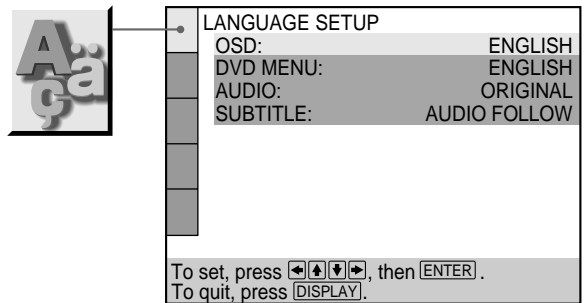 Aäç
LANGUAGE SETUP
OSD: ENGLISH
DVD MENU: ENGLISH
AUDIO: ORIGINAL
SUBTITLE: AUDIO FOLLOW
To set, press ←↑↓→, then ENTER.
To quit, press DISPLAY.